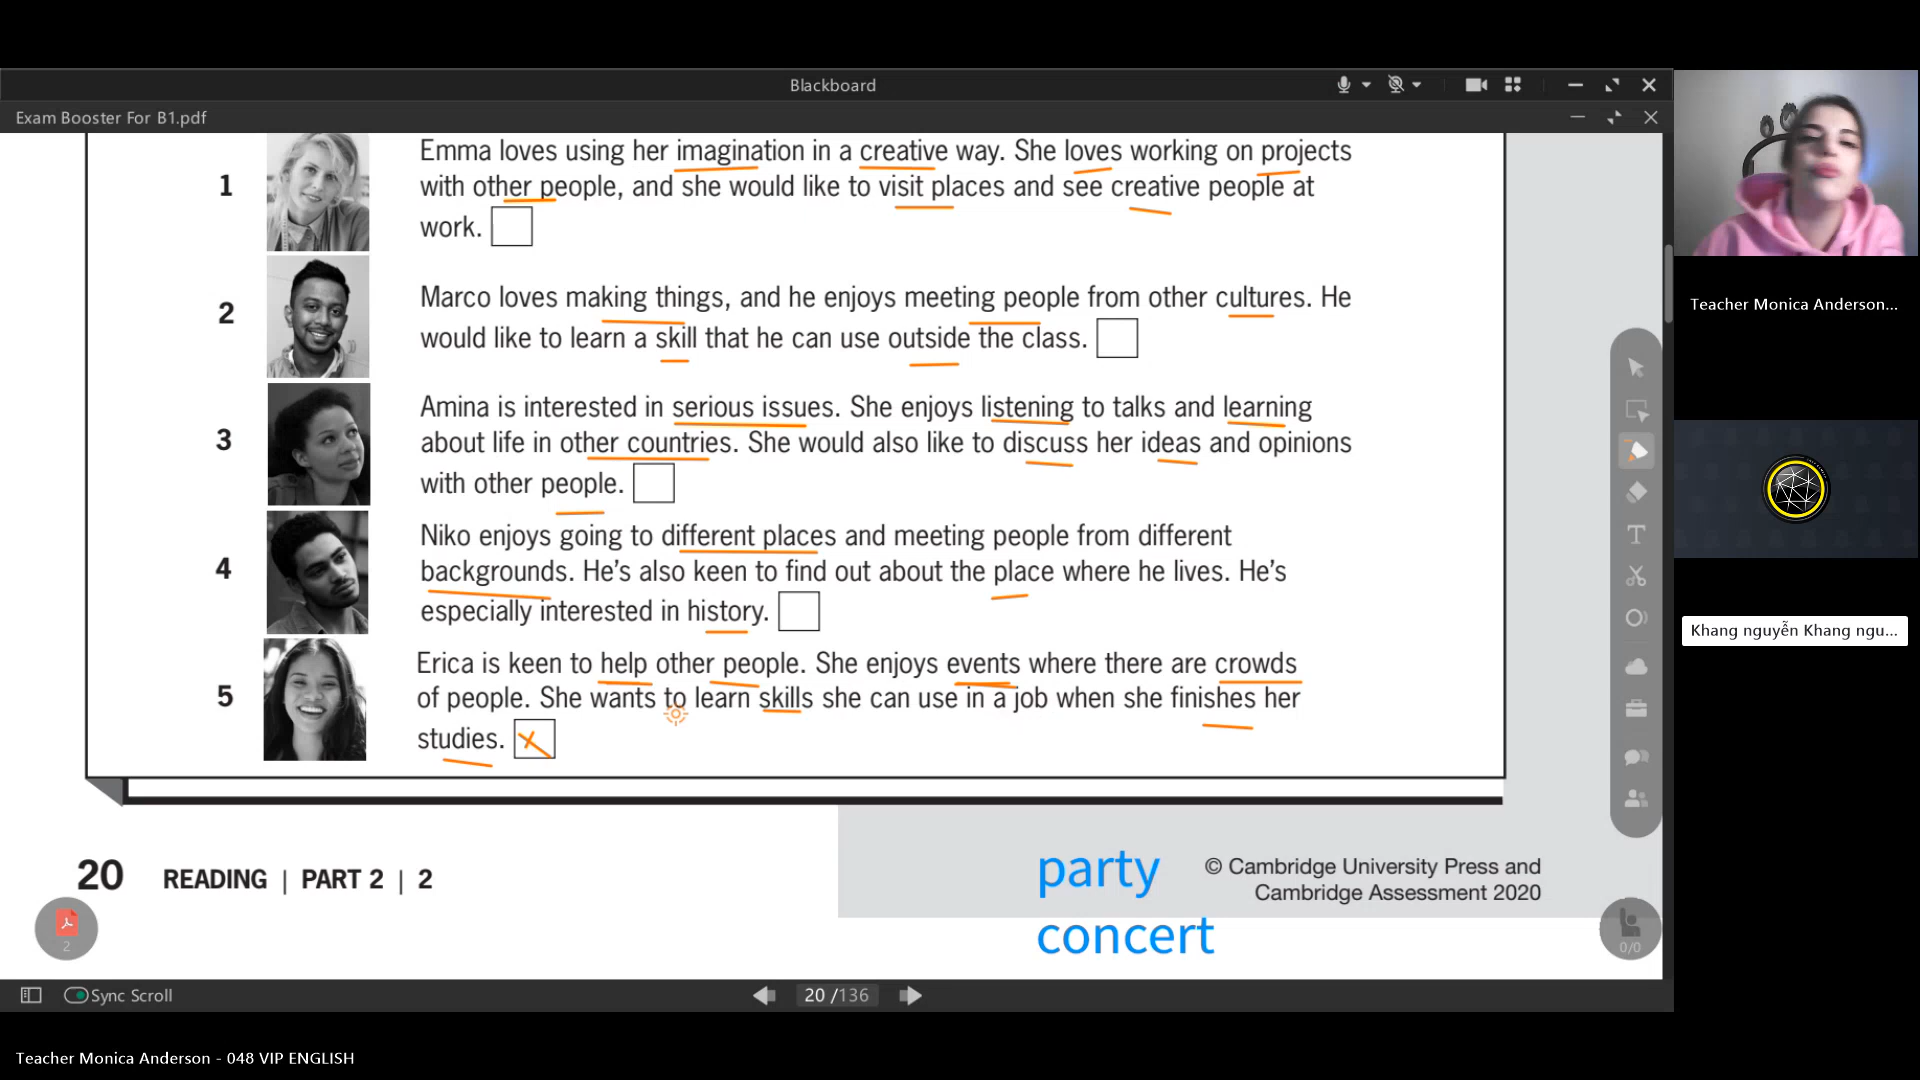 Blackboard
Exam Booster For B1.pdf
1
Emma loves using her imagination in a creative way. She loves working on projects
with other people, and she would like to visit places and see creative people at
work.
2
Marco loves making things, and he enjoys meeting people from other cultures. He
would like to learn a skill that he can use outside the class.
3
Amina is interested in serious issues. She enjoys listening to talks and learning
about life in other countries. She would also like to discuss her ideas and opinions
with other people.
4
Niko enjoys going to different places and meeting people from different
backgrounds. He's also keen to find out about the place where he lives. He's
especially interested in history.
5
Erica is keen to help other people. She enjoys events where there are crowds
of people. She wants to learn skills she can use in a job when she finishes her
studies.
20 READING | PART 2 | 2
party
concert
© Cambridge University Press and
Cambridge Assessment 2020
2
0/0
Sync Scroll
20 /136
Teacher Monica Anderson...
Khang nguyễn Khang ngu...
Teacher Monica Anderson - 048 VIP ENGLISH